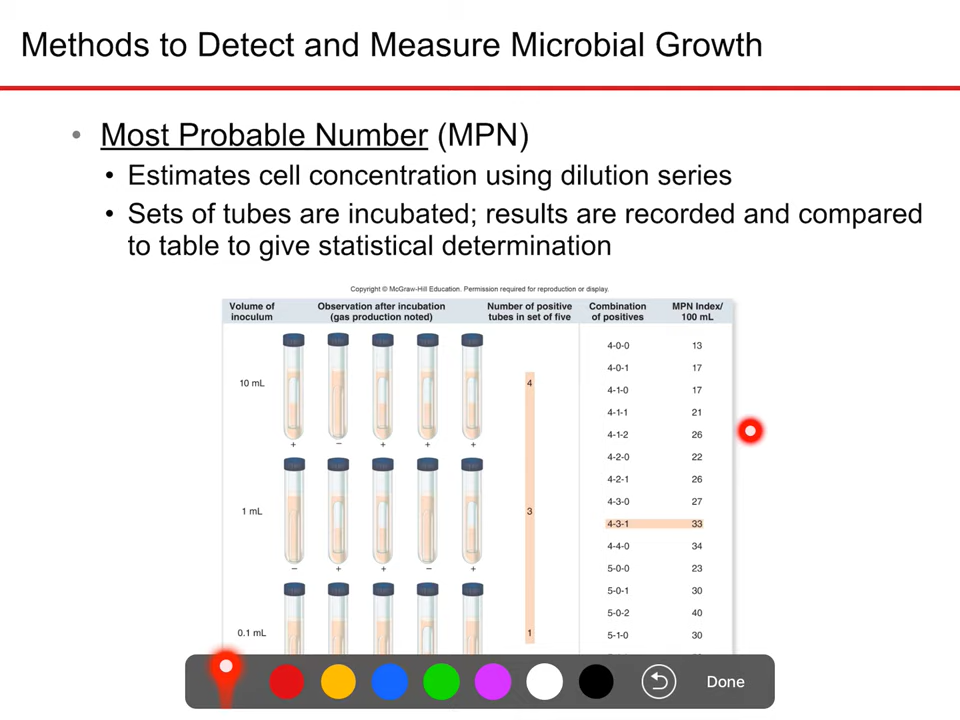 Methods to Detect and Measure Microbial Growth
• Most Probable Number (MPN)
• Estimates cell concentration using dilution series
• Sets of tubes are incubated; results are recorded and compared
to table to give statistical determination
Copyright © McGraw-Hill Education. Permission required for reproduction or display.
Volume of inoculum Observation after incubation (gas production noted) Number of positive tubes in set of five Combination of positives MPN Index/ 100 mL
4-0-0 13
4-0-1 17
10 mL 4
4-1-0 17
4-1-1 21
4-1-2 26
+ – + + +
4-2-0 22
4-2-1 26
4-3-0 27
1 mL 3
4-3-1 33
4-4-0 34
– + + – +
5-0-0 23
5-0-1 30
5-0-2 40
0.1 mL 1
5-1-0 30
Done